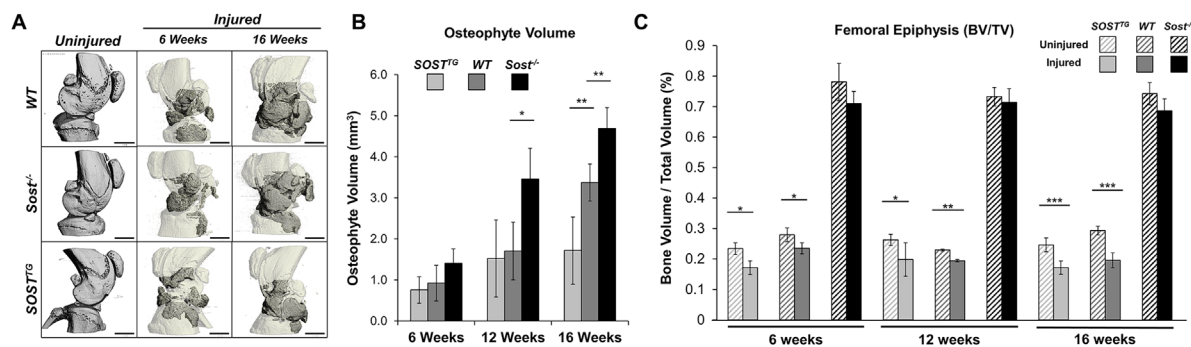 A
Injured
Uninjured
6 Weeks
16 Weeks
WT
Sost-/-
SOSTTG
B
Osteophyte Volume
SOSTTG WT Sost-/-
Osteophyte Volume (mm3)
6.0
5.0
4.0
3.0
2.0
1.0
0.0
*
**
**
6 Weeks
12 Weeks
16 Weeks
C
Femoral Epiphysis (BV/TV)
SOSTTG WT Sost-/-
Uninjured
Injured
Bone Volume / Total Volume (%)
0.9
0.8
0.7
0.6
0.5
0.4
0.3
0.2
0.1
0
*
*
*
**
***
***
6 weeks
12 weeks
16 weeks